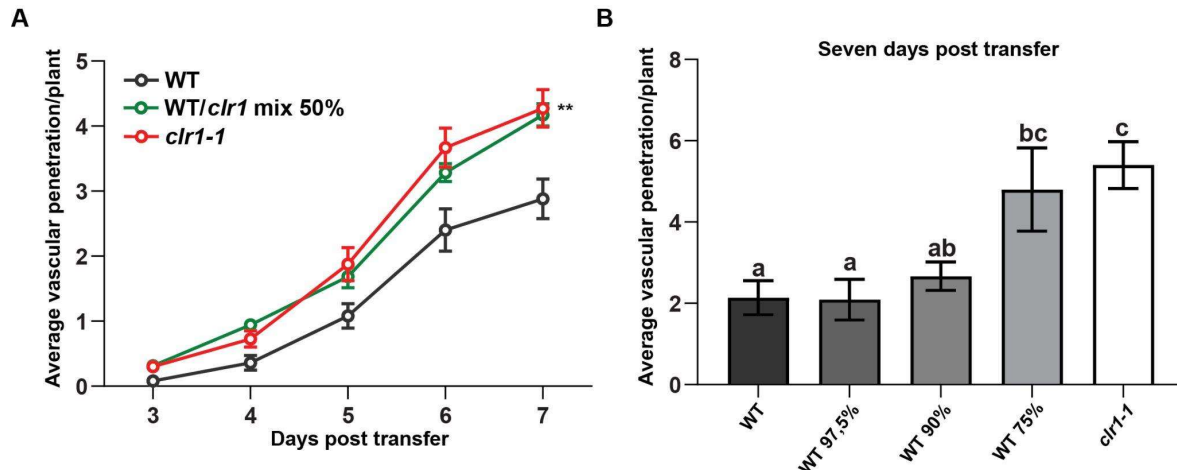 A
Average vascular penetration/plant
5
4
3
2
1
0
WT
WT/clr1 mix 50%
clr1-1
**
3 4 5 6 7
Days post transfer
B
Seven days post transfer
Average vascular penetration/plant
8
6
4
2
0
a a ab bc c
WT WT 97,5% WT 90% WT 75% clr1-1